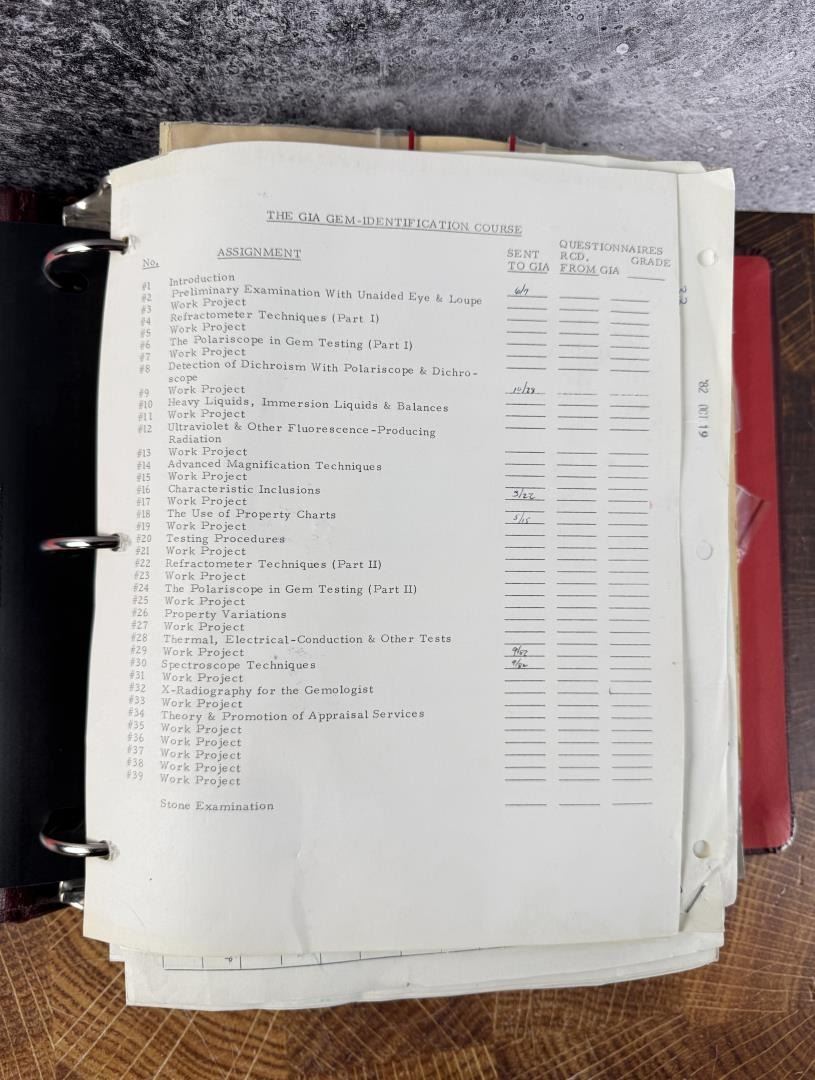 THE GIA GEM-IDENTIFICATION COURSE
No. ASSIGNMENT SENT TO GIA QUESTIONNAIRES RCD. FROM GIA GRADE
#1 Introduction
#2 Preliminary Examination With Unaided Eye & Loupe 6/7
#3 Work Project
#4 Refractometer Techniques (Part I)
#5 Work Project
#6 The Polariscope in Gem Testing (Part I)
#7 Work Project
#8 Detection of Dichroism With Polariscope & Dichro-
scope
#9 Work Project 10/28
#10 Heavy Liquids, Immersion Liquids & Balances
#11 Work Project
#12 Ultraviolet & Other Fluorescence-Producing
Radiation
#13 Work Project
#14 Advanced Magnification Techniques
#15 Work Project
#16 Characteristic Inclusions
#17 Work Project 3/22
#18 The Use of Property Charts
#19 Work Project 5/15
#20 Testing Procedures
#21 Work Project
#22 Refractometer Techniques (Part II)
#23 Work Project
#24 The Polariscope in Gem Testing (Part II)
#25 Work Project
#26 Property Variations
#27 Work Project
#28 Thermal, Electrical-Conduction & Other Tests
#29 Work Project 9/82
#30 Spectroscope Techniques 9/82
#31 Work Project
#32 X-Radiography for the Gemologist
#33 Work Project
#34 Theory & Promotion of Appraisal Services
#35 Work Project
#36 Work Project
#37 Work Project
#38 Work Project
#39 Work Project
Stone Examination
'82 OCT 19